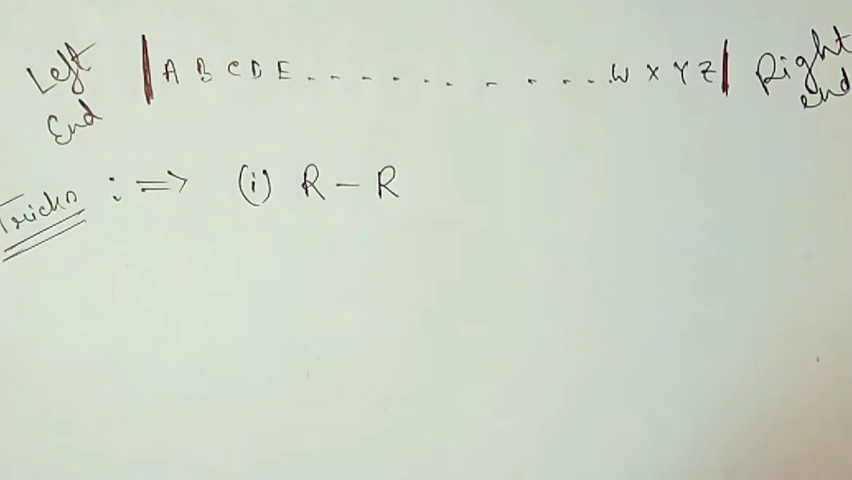 Left End | A B C D E . . - - - . . . - . - . . . W X Y Z | Right end
Tricks : => (i) R - R